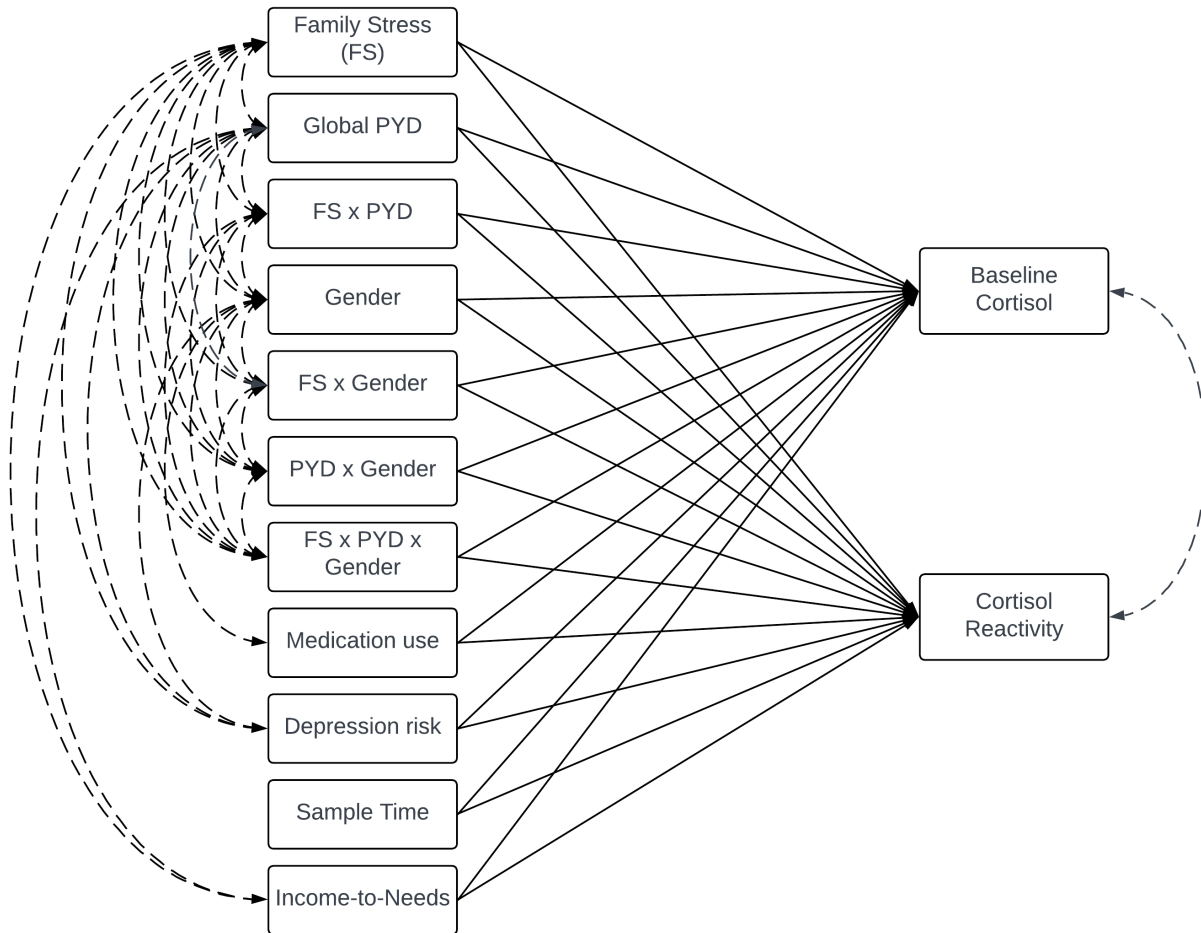 Family Stress
(FS)
Global PYD
FS x PYD
Gender
FS x Gender
PYD x Gender
FS x PYD x
Gender
Medication use
Depression risk
Sample Time
Income-to-Needs
Baseline
Cortisol
Cortisol
Reactivity